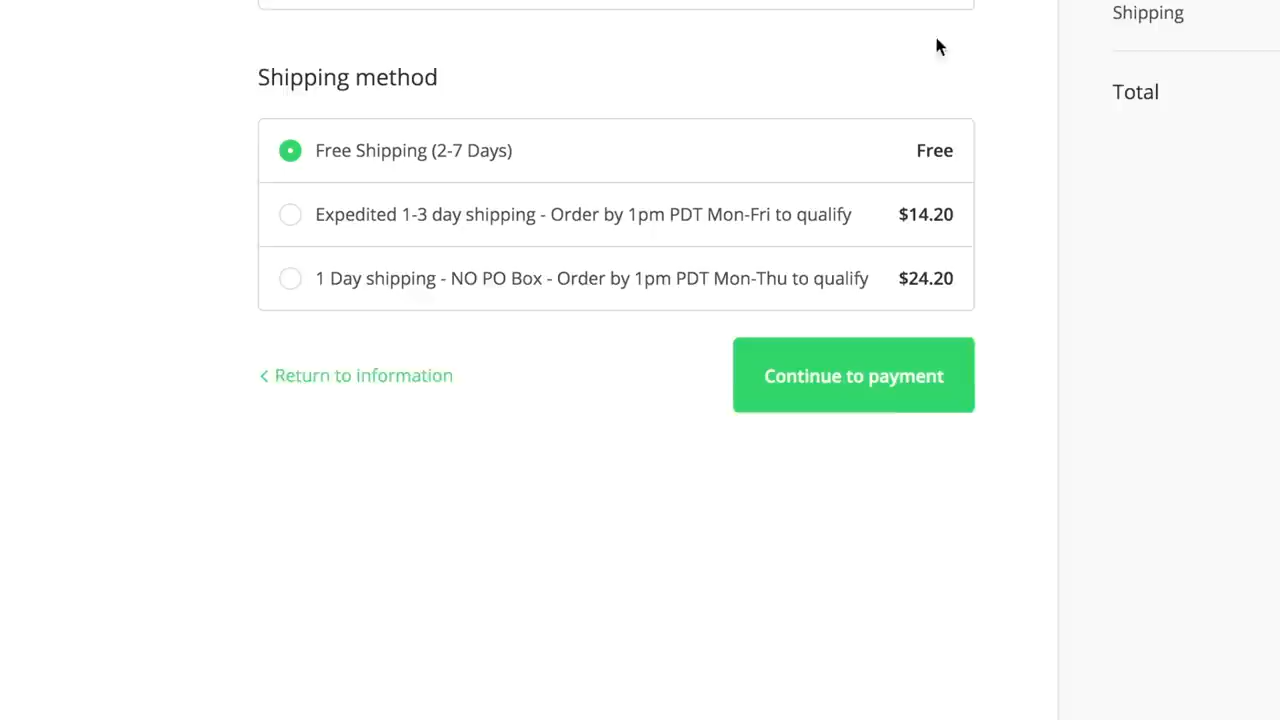 Shipping
Shipping method
Total
Free Shipping (2-7 Days) Free
Expedited 1-3 day shipping - Order by 1pm PDT Mon-Fri to qualify $14.20
1 Day shipping - NO PO Box - Order by 1pm PDT Mon-Thu to qualify $24.20
< Return to information
Continue to payment